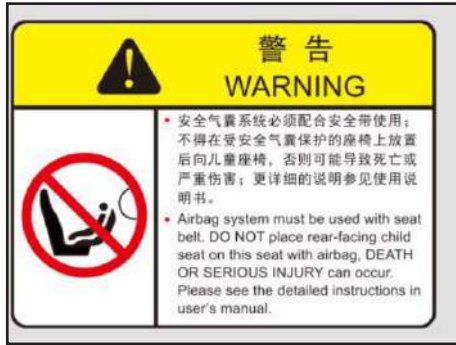 警告
WARNING
• 安全气囊系统必须配合安全带使用；
不得在受安全气囊保护的座椅上放置
后向儿童座椅，否则可能导致死亡或
严重伤害；更详细的说明参见使用说
明书。
• Airbag system must be used with seat
belt. DO NOT place rear-facing child
seat on this seat with airbag, DEATH
OR SERIOUS INJURY can occur.
Please see the detailed instructions in
user's manual.